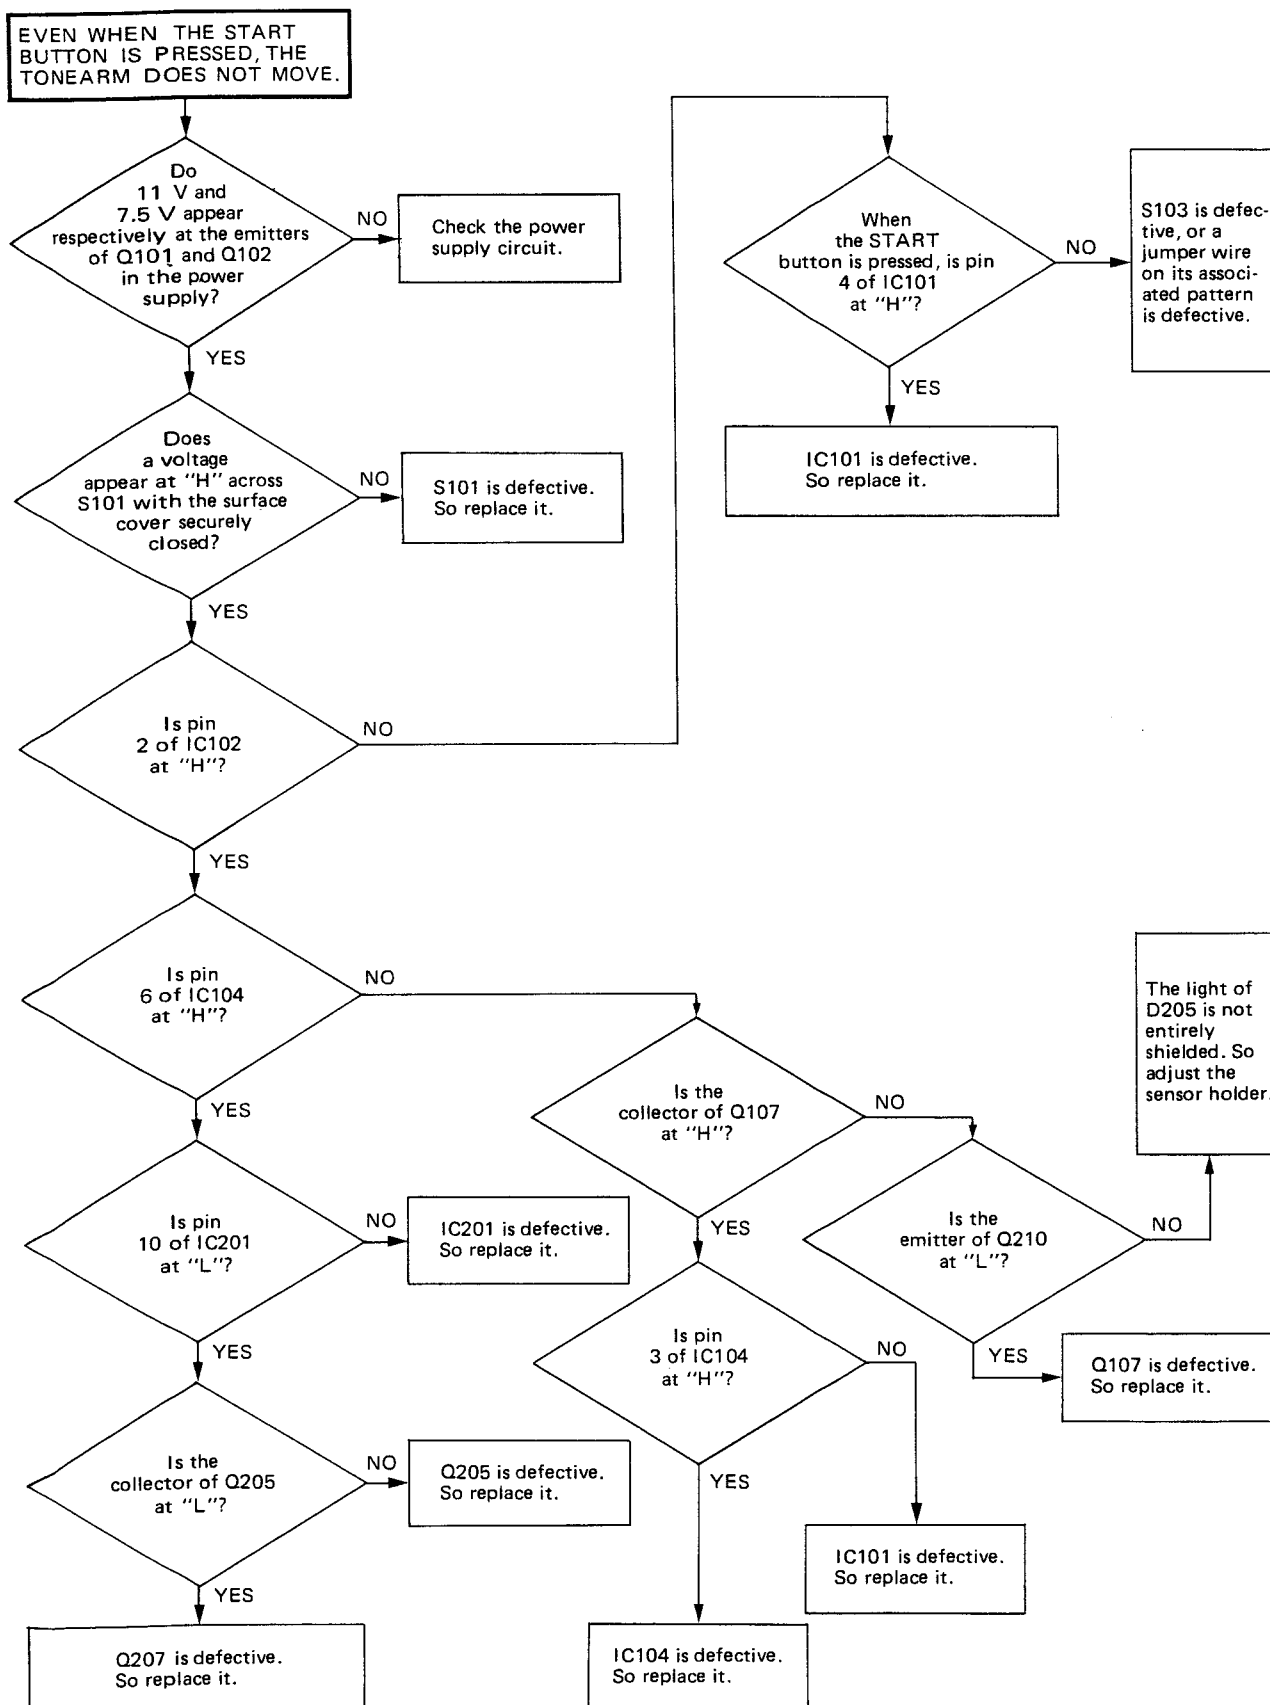 EVEN WHEN THE START
BUTTON IS PRESSED, THE
TONEARM DOES NOT MOVE.
Do
11 V and
7.5 V appear
respectively at the emitters
of Q101 and Q102
in the power
supply?
NO
Check the power
supply circuit.
YES
Does
a voltage
appear at "H" across
S101 with the surface
cover securely
closed?
NO
S101 is defective.
So replace it.
YES
Is pin
2 of IC102
at "H"?
NO
When
the START
button is pressed, is pin
4 of IC101
at "H"?
NO
S103 is defec-
tive, or a
jumper wire
on its associ-
ated pattern
is defective.
YES
IC101 is defective.
So replace it.
YES
Is pin
6 of IC104
at "H"?
NO
Is the
collector of Q107
at "H"?
NO
Is the
emitter of Q210
at "L"?
NO
The light of
D205 is not
entirely
shielded. So
adjust the
sensor holder.
YES
Q107 is defective.
So replace it.
YES
Is pin
3 of IC104
at "H"?
NO
IC101 is defective.
So replace it.
YES
IC104 is defective.
So replace it.
YES
Is pin
10 of IC201
at "L"?
NO
IC201 is defective.
So replace it.
YES
Is the
collector of Q205
at "L"?
NO
Q205 is defective.
So replace it.
YES
Q207 is defective.
So replace it.